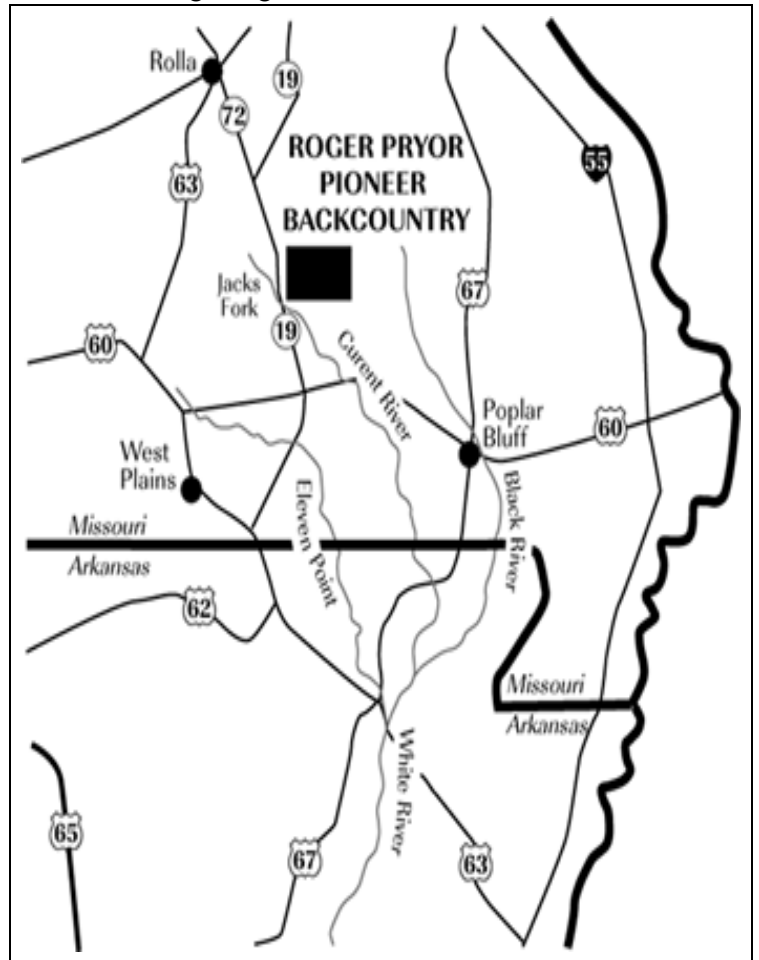 Rolla
19
72
ROGER PRYOR
PIONEER
BACKCOUNTRY
55
63
Jacks
Fork
67
19
60
Curent River
Poplar
Bluff
60
West
Plains
Eleven Point
Black River
Missouri
Arkansas
62
Missouri
Arkansas
White River
65
67
63